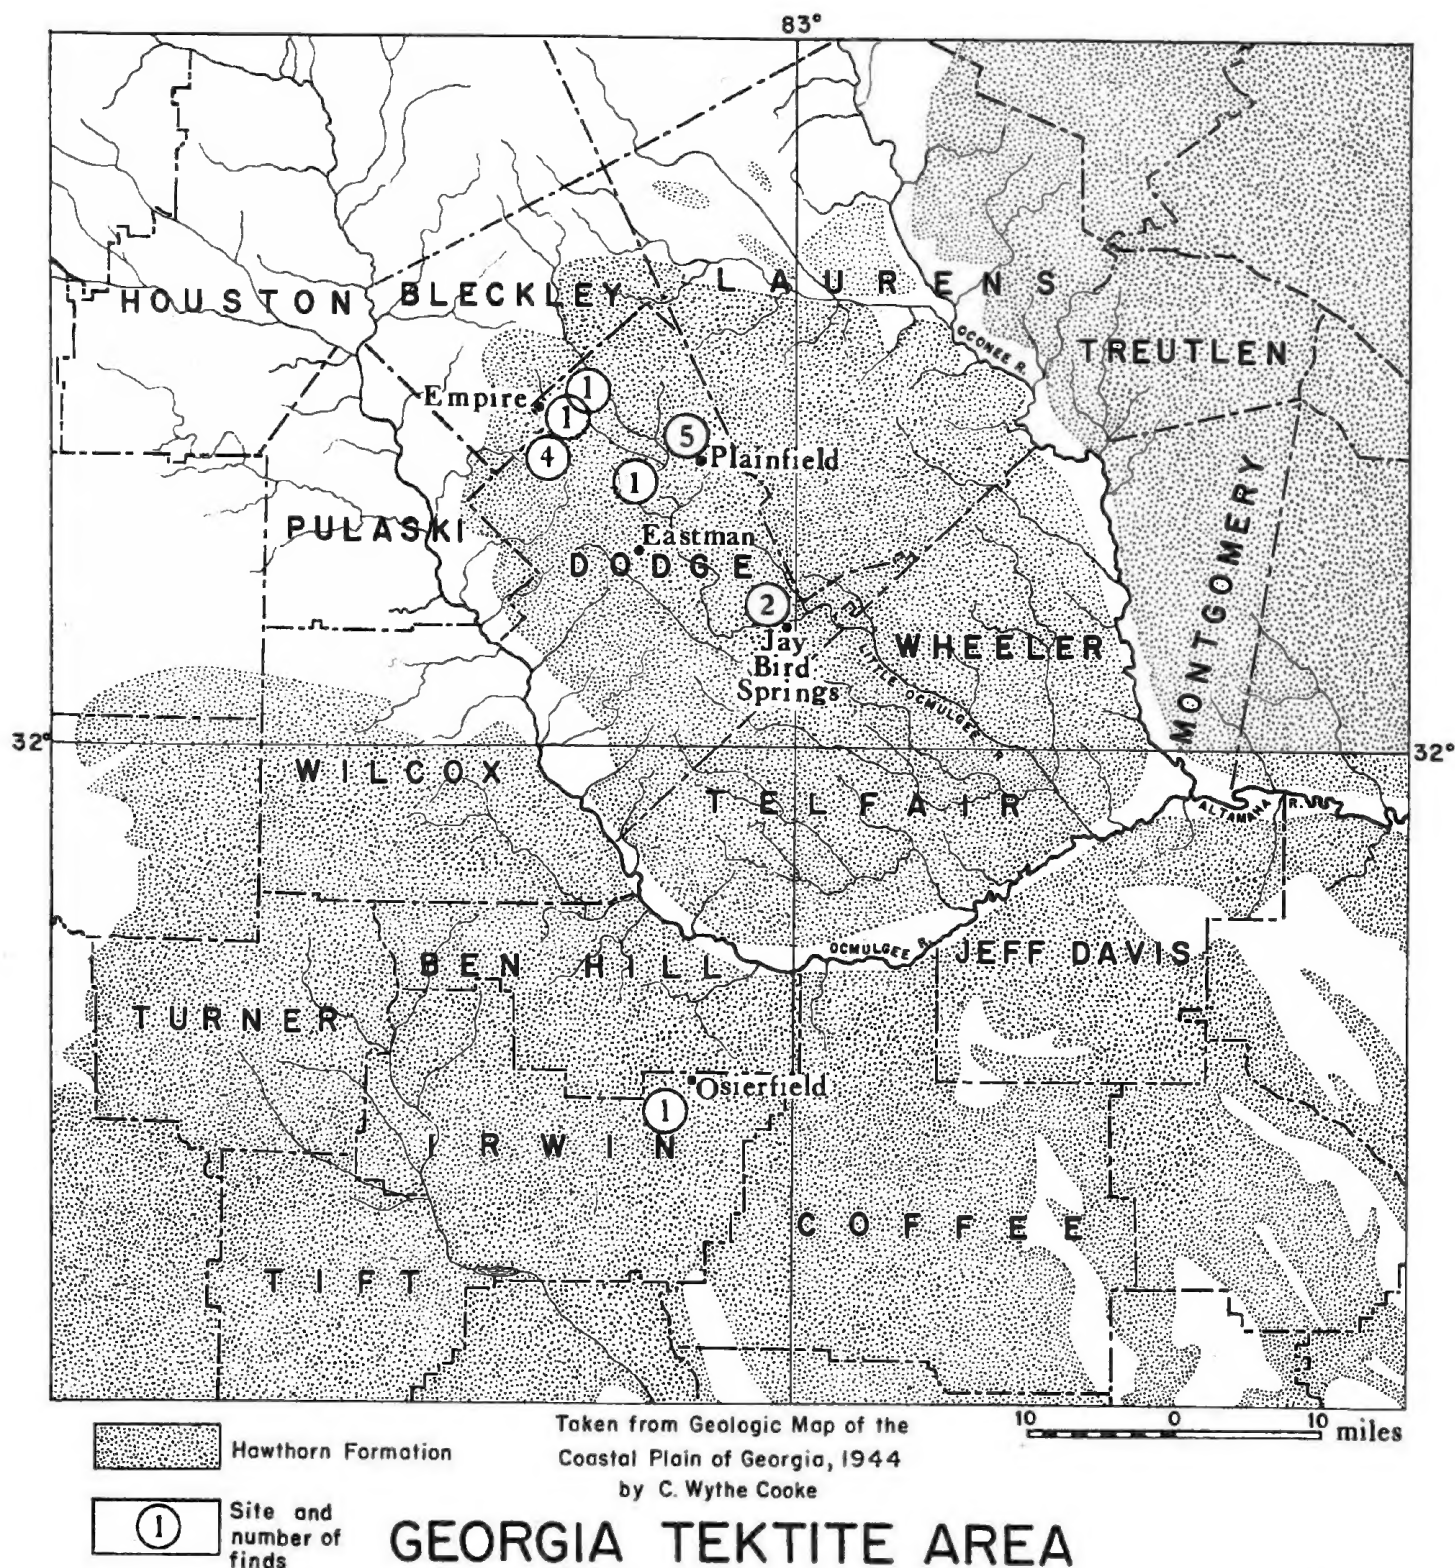 83°
HOUSTON
BLECKLEY
LAURENS
OCONEE R.
TREUTLEN
Empire
1
1
4
5
Plainfield
1
PULASKI
Eastman
DODGE
MONTGOMERY
2
Jay
Bird
Springs
WHEELER
LITTLE OCMULGEE R.
32°
32°
WILCOX
TELFAIR
ALTAMAHA R.
OCMULGEE R.
BEN HILL
JEFF DAVIS
TURNER
Osierfield
1
IRWIN
COFFEE
TIFT
Hawthorn Formation
Taken from Geologic Map of the
Coastal Plain of Georgia, 1944
by C. Wythe Cooke
10 0 10 miles
1
Site and
number of
finds
GEORGIA TEKTITE AREA